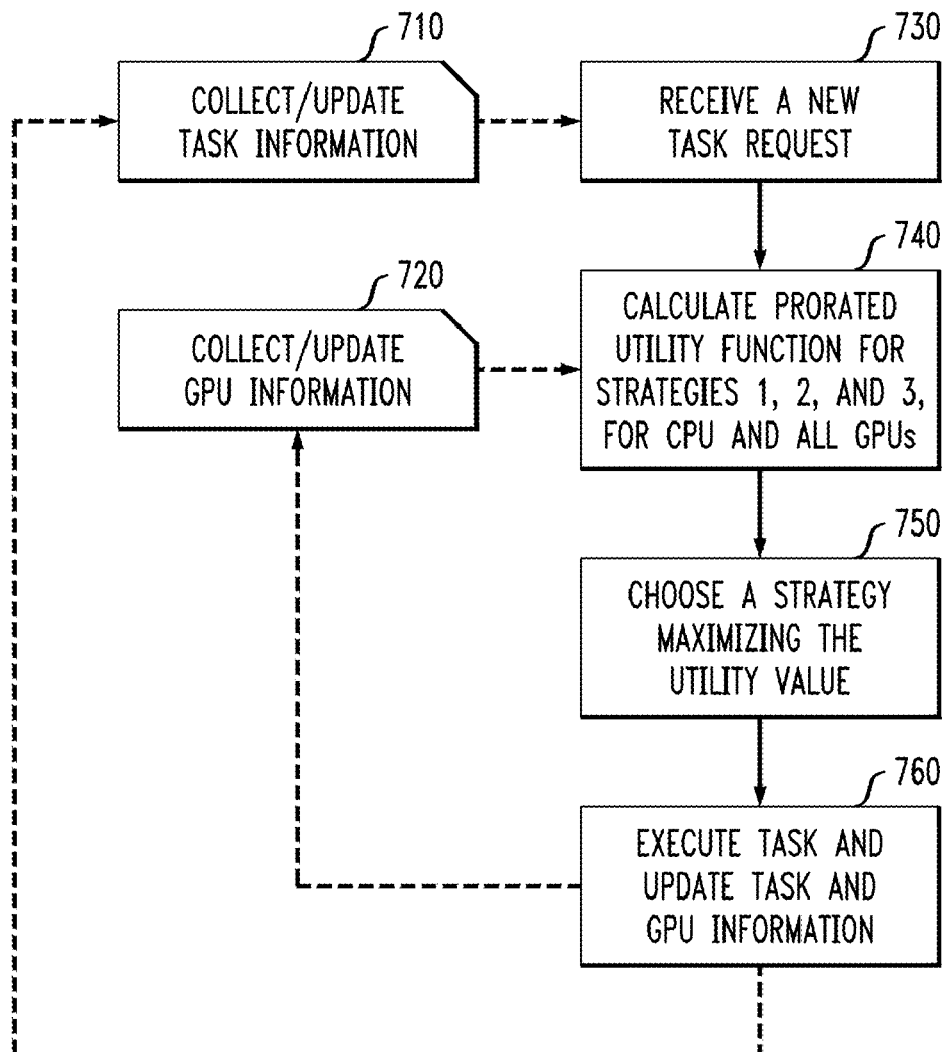 710
COLLECT/UPDATE
TASK INFORMATION
730
RECEIVE A NEW
TASK REQUEST
720
COLLECT/UPDATE
GPU INFORMATION
740
CALCULATE PRORATED
UTILITY FUNCTION FOR
STRATEGIES 1, 2, AND 3,
FOR CPU AND ALL GPUs
750
CHOOSE A STRATEGY
MAXIMIZING THE
UTILITY VALUE
760
EXECUTE TASK AND
UPDATE TASK AND
GPU INFORMATION